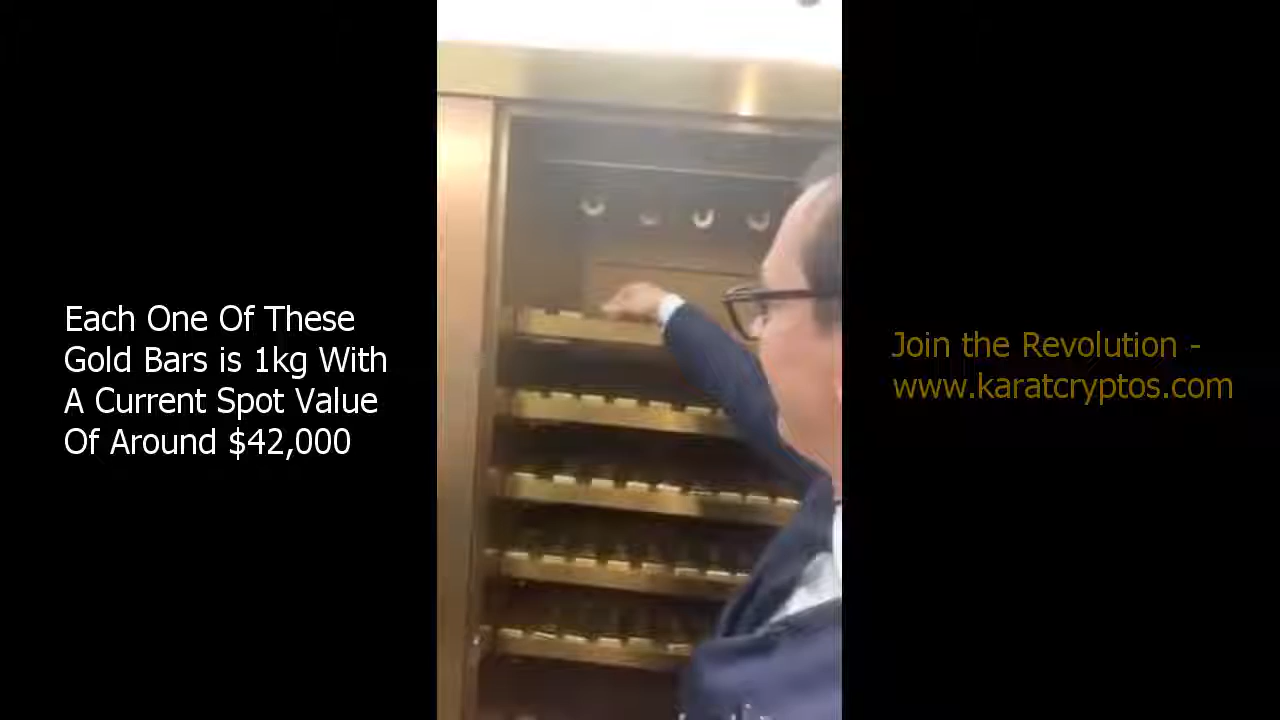 Each One Of These
Gold Bars is 1kg With
A Current Spot Value
Of Around $42,000
Join the Revolution -
www.karatcryptos.com